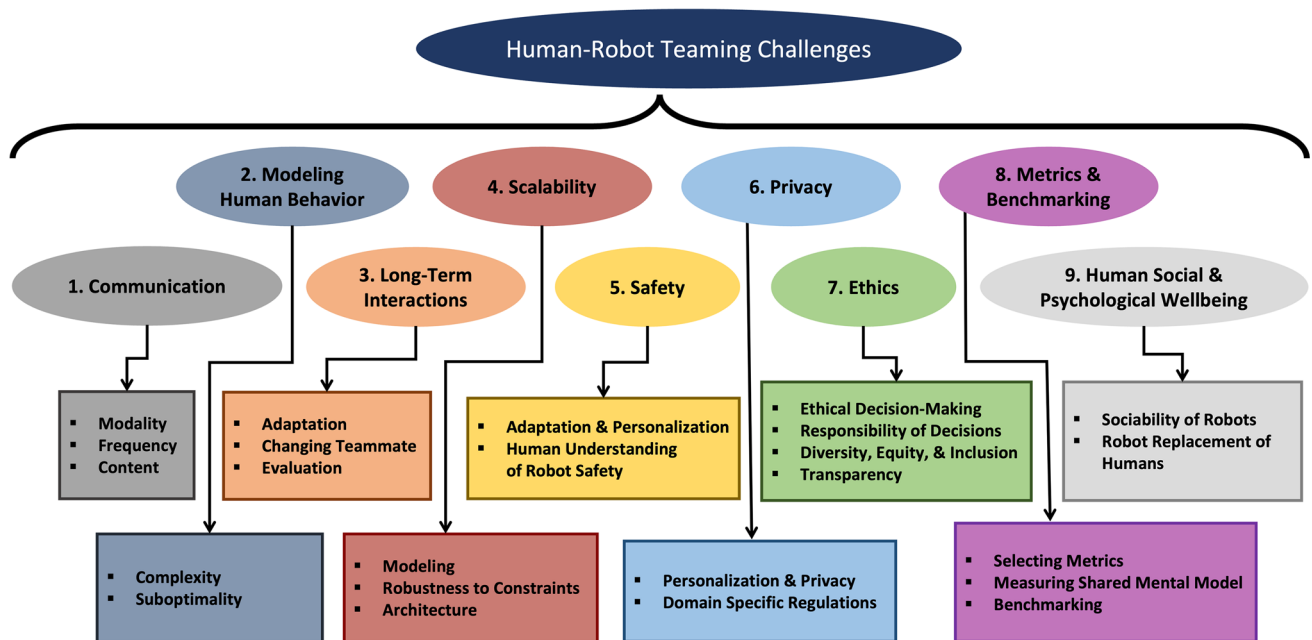 Human-Robot Teaming Challenges
2. Modeling
Human Behavior
4. Scalability
6. Privacy
8. Metrics &
Benchmarking
1. Communication
3. Long-Term
Interactions
5. Safety
7. Ethics
9. Human Social &
Psychological Wellbeing
▪ Modality
▪ Frequency
▪ Content
▪ Adaptation
▪ Changing Teammate
▪ Evaluation
▪ Adaptation & Personalization
▪ Human Understanding
of Robot Safety
▪ Ethical Decision-Making
▪ Responsibility of Decisions
▪ Diversity, Equity, & Inclusion
▪ Transparency
▪ Sociability of Robots
▪ Robot Replacement of
Humans
▪ Complexity
▪ Suboptimality
▪ Modeling
▪ Robustness to Constraints
▪ Architecture
▪ Personalization & Privacy
▪ Domain Specific Regulations
▪ Selecting Metrics
▪ Measuring Shared Mental Model
▪ Benchmarking